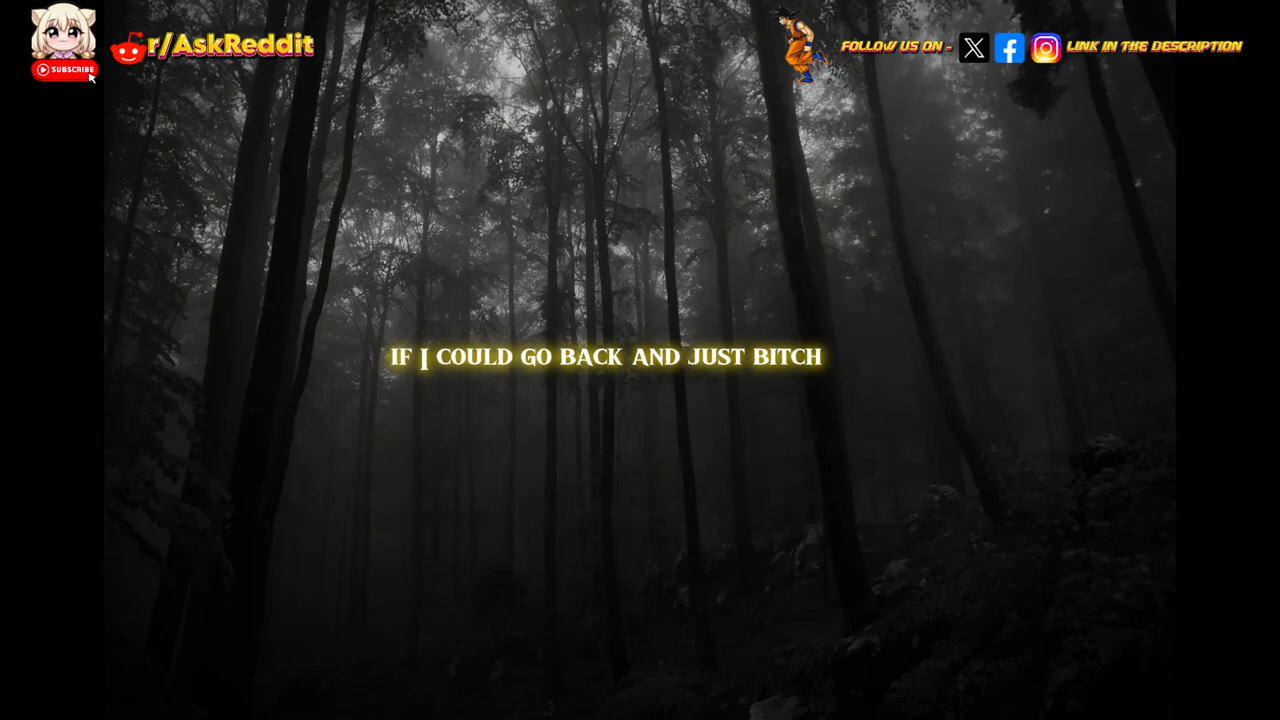 r/AskReddit
SUBSCRIBE
FOLLOW US ON -
LINK IN THE DESCRIPTION
IF I COULD GO BACK AND JUST BITCH